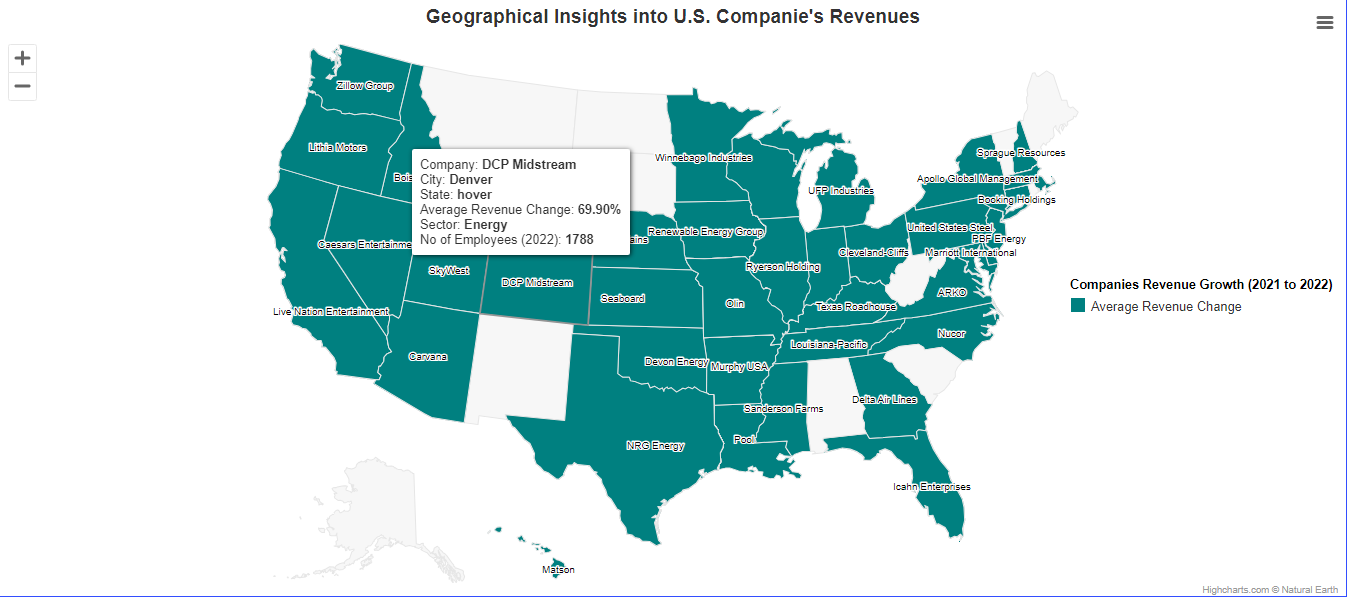 Geographical Insights into U.S. Companie's Revenues
+
−
Zillow Group
Lithia Motors
Winnebago Industries
Sprague Resources
Company: DCP Midstream
City: Denver
State: hover
Average Revenue Change: 69.90%
Sector: Energy
No of Employees (2022): 1788
Bois
UFP Industries
Apollo Global Management
Booking Holdings
Caesars Entertainme
ains
Renewable Energy Group
United States Steel
PBF Energy
Cleveland-Cliffs
Marriott International
SkyWest
DCP Midstream
Ryerson Holding
Seaboard
Olin
Texas Roadhouse
ARKO
Live Nation Entertainment
Companies Revenue Growth (2021 to 2022)
Average Revenue Change
Carvana
Devon Energy
Murphy USA
Louisiana-Pacific
Nucor
Sanderson Farms
Delta Air Lines
NRG Energy
Pool
Icahn Enterprises
Matson
Highcharts.com © Natural Earth